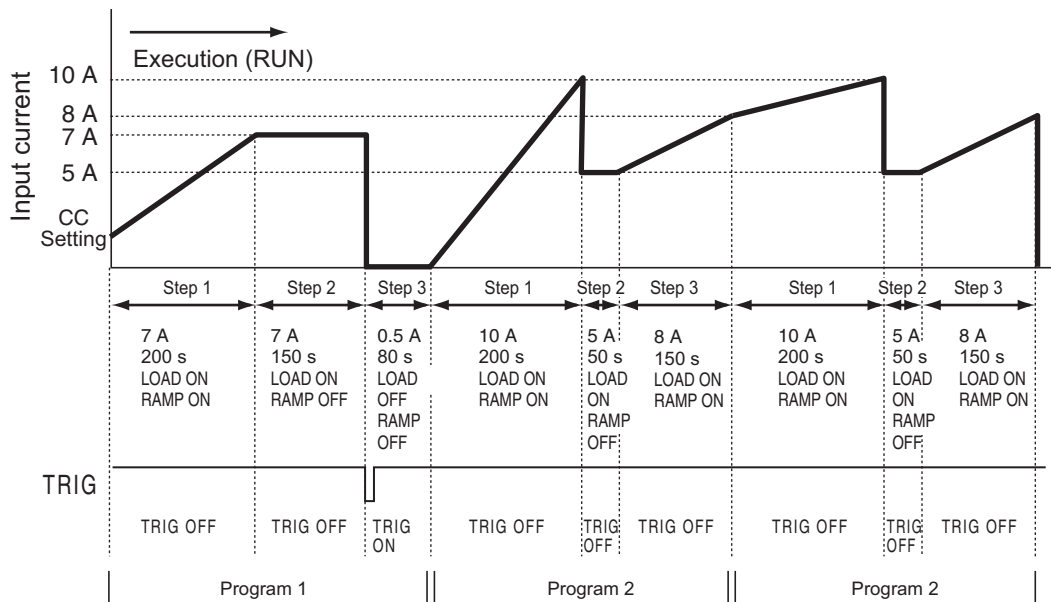 Execution (RUN)
Input current
10 A
8 A
7 A
5 A
CC
Setting
Step 1
Step 2
Step 3
Step 1
Step 2
Step 3
Step 1
Step 2
Step 3
7 A
200 s
LOAD ON
RAMP ON
7 A
150 s
LOAD ON
RAMP OFF
0.5 A
80 s
LOAD
OFF
RAMP
OFF
10 A
200 s
LOAD ON
RAMP ON
5 A
50 s
LOAD
ON
RAMP
OFF
8 A
150 s
LOAD ON
RAMP ON
10 A
200 s
LOAD ON
RAMP ON
5 A
50 s
LOAD
ON
RAMP
OFF
8 A
150 s
LOAD ON
RAMP ON
TRIG
TRIG OFF
TRIG OFF
TRIG
ON
TRIG OFF
TRIG
OFF
TRIG OFF
TRIG OFF
TRIG
OFF
TRIG OFF
Program 1
Program 2
Program 2